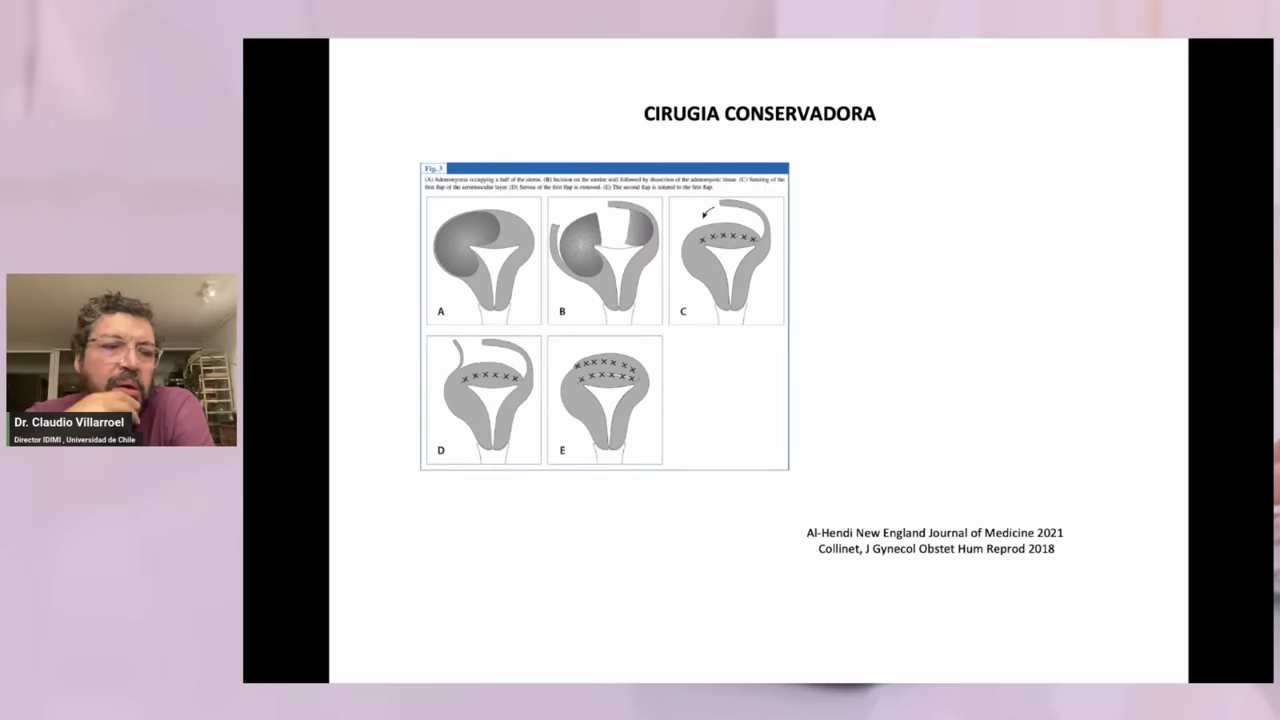 CIRUGIA CONSERVADORA
Fig. 3
(A) Adenomyosis occupying a half of the uterus. (B) Incision on the uterine wall followed by dissection of the adenomyotic tissue. (C) Suturing of the
first flap of the seromuscular layer. (D) Serosa of the first flap is removed. (E) The second flap is sutured to the first flap.
A
B
C
D
E
Dr. Claudio Villarroel
Director IDIMI , Universidad de Chile
Al-Hendi New England Journal of Medicine 2021
Collinet, J Gynecol Obstet Hum Reprod 2018